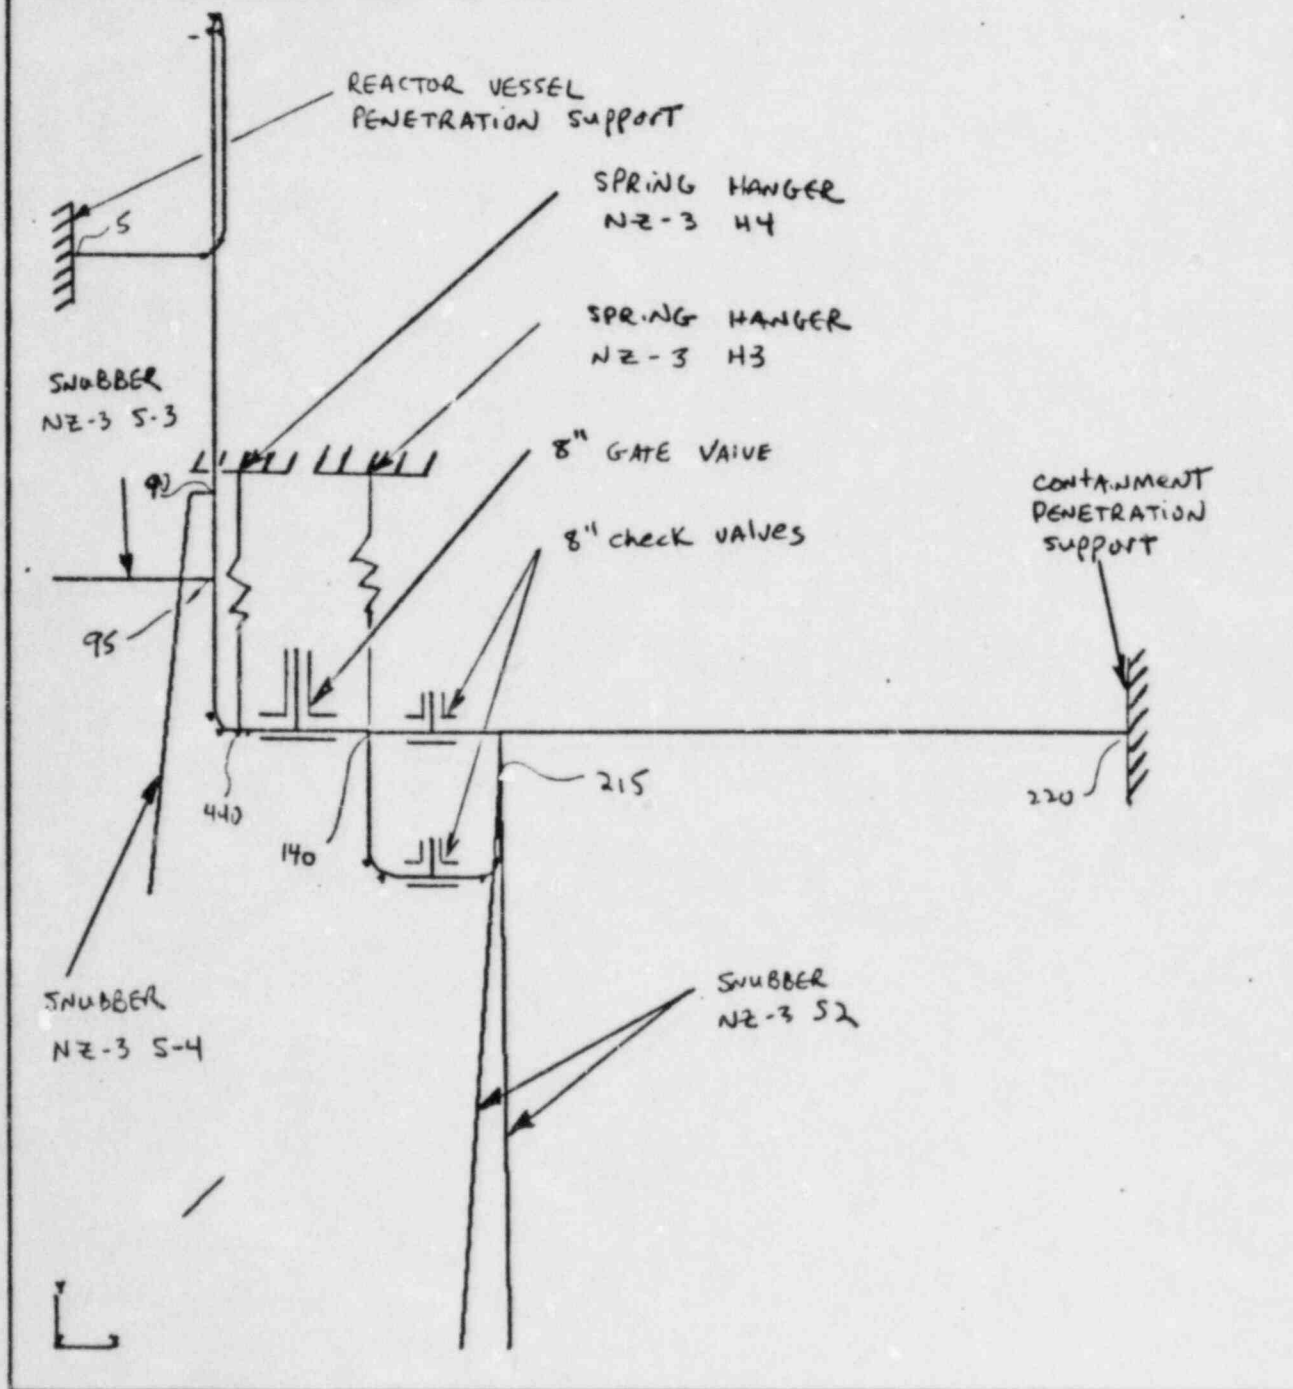 REACTOR VESSEL
PENETRATION SUPPORT
SPRING HANGER
NZ-3 H4
5
SPRING HANGER
NZ-3 H3
SNUBBER
NZ-3 S-3
8" GATE VALVE
90
CONTAINMENT
PENETRATION
SUPPORT
8" check valves
95
215
220
440
140
SNUBBER
NZ-3 S2
SNUBBER
NZ-3 S-4